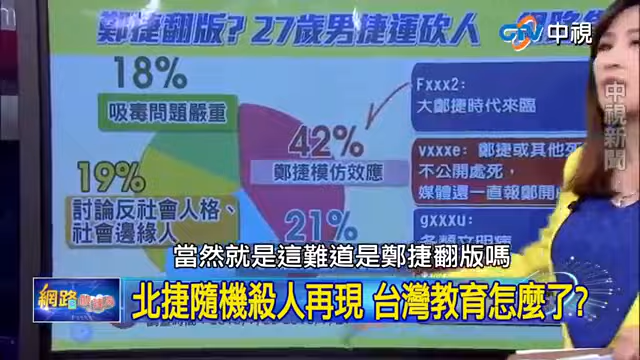 鄭捷翻版? 27歲男捷運砍人
CTV中視
中視新聞
18%
吸毒問題嚴重
42%
鄭捷模仿效應
19%
討論反社會人格、
社會邊緣人
21%
Fxxx2:
大鄭捷時代來臨
vxxxe: 鄭捷或其他死
不公開處死,
媒體還一直報鄭
gxxxu:
當然就是這難道是鄭捷翻版嗎
網路
北捷隨機殺人再現 台灣教育怎麼了?